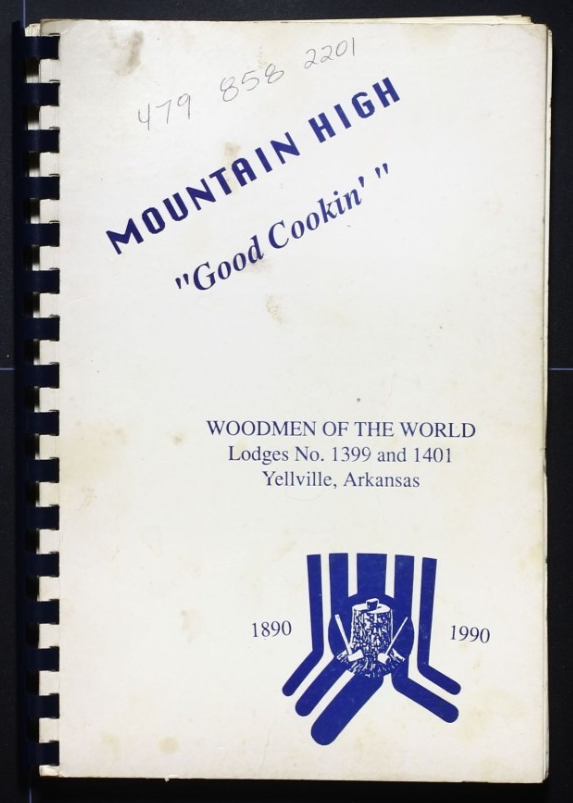 479 858 2201
MOUNTAIN HIGH
"Good Cookin' "
WOODMEN OF THE WORLD
Lodges No. 1399 and 1401
Yellville, Arkansas
1890 1990